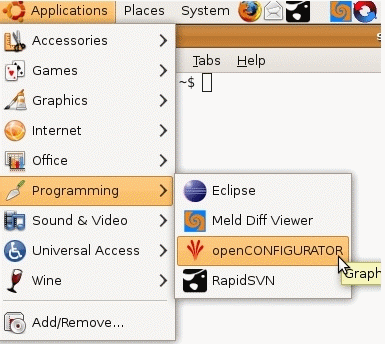 Applications Places System
Tabs Help
~$
Accessories
Games
Graphics
Internet
Office
Programming
Sound & Video
Universal Access
Wine
Add/Remove...
Eclipse
Meld Diff Viewer
openCONFIGURATOR
RapidSVN
Graph